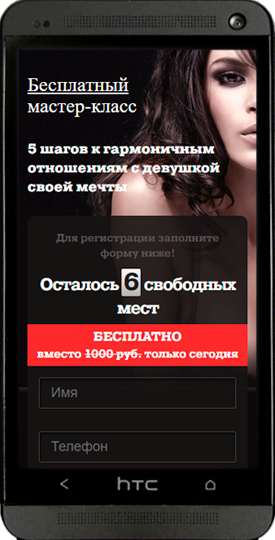 Бесплатный
мастер-класс
5 шагов к гармоничным
отношениям с девушкой
своей мечты
Для регистрации заполните
форму ниже!
Осталось 6 свободных
мест
БЕСПЛАТНО
вместо 1000 руб. только сегодня
Имя
Телефон
hTC